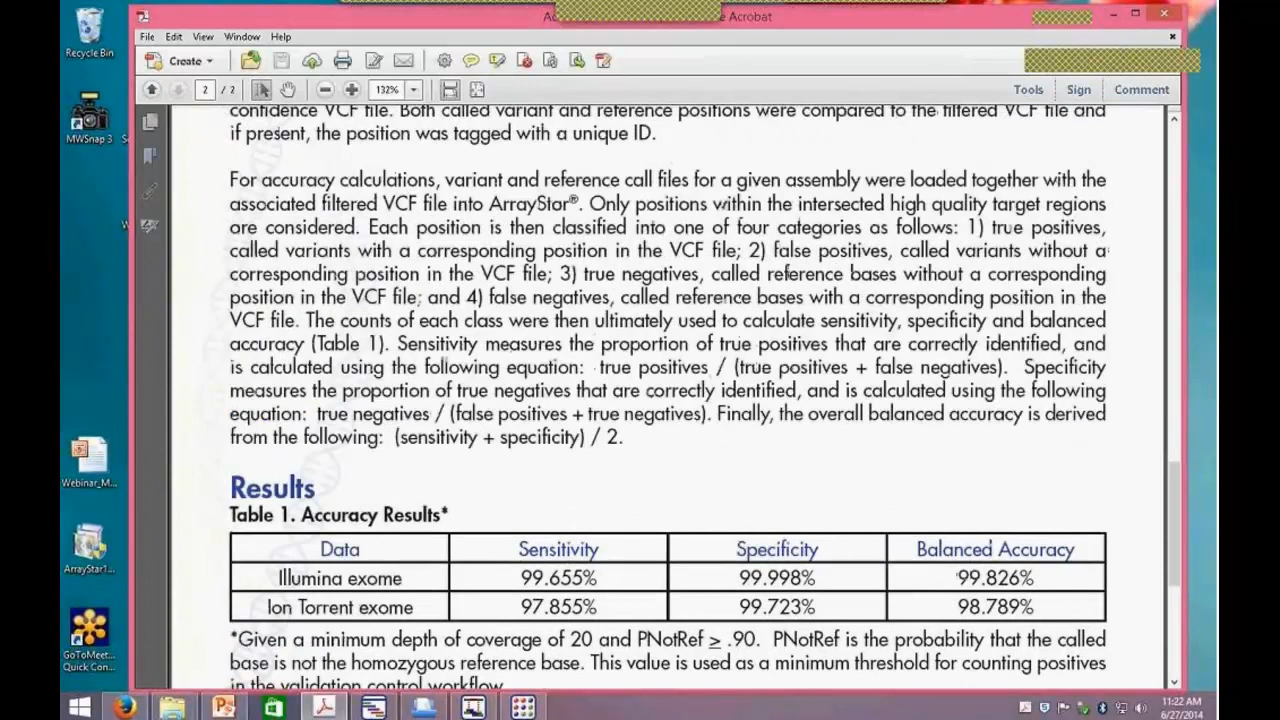 Recycle Bin
MWSnap 3
Webinar_M...
ArrayStar1...
GoToMeet...
Quick Con...
Acrobat
File Edit View Window Help
Create
2 / 2
132%
Tools Sign Comment
confidence VCF file. Both called variant and reference positions were compared to the filtered VCF file and
if present, the position was tagged with a unique ID.
For accuracy calculations, variant and reference call files for a given assembly were loaded together with the
associated filtered VCF file into ArrayStar®. Only positions within the intersected high quality target regions
are considered. Each position is then classified into one of four categories as follows: 1) true positives,
called variants with a corresponding position in the VCF file; 2) false positives, called variants without a
corresponding position in the VCF file; 3) true negatives, called reference bases without a corresponding
position in the VCF file; and 4) false negatives, called reference bases with a corresponding position in the
VCF file. The counts of each class were then ultimately used to calculate sensitivity, specificity and balanced
accuracy (Table 1). Sensitivity measures the proportion of true positives that are correctly identified, and
is calculated using the following equation: true positives / (true positives + false negatives). Specificity
measures the proportion of true negatives that are correctly identified, and is calculated using the following
equation: true negatives / (false positives + true negatives). Finally, the overall balanced accuracy is derived
from the following: (sensitivity + specificity) / 2.
Results
Table 1. Accuracy Results*
Data Sensitivity Specificity Balanced Accuracy
Illumina exome 99.655% 99.998% 99.826%
Ion Torrent exome 97.855% 99.723% 98.789%
*Given a minimum depth of coverage of 20 and PNotRef ≥ .90. PNotRef is the probability that the called
base is not the homozygous reference base. This value is used as a minimum threshold for counting positives
in the validation control workflow
11:22 AM
6/27/2014